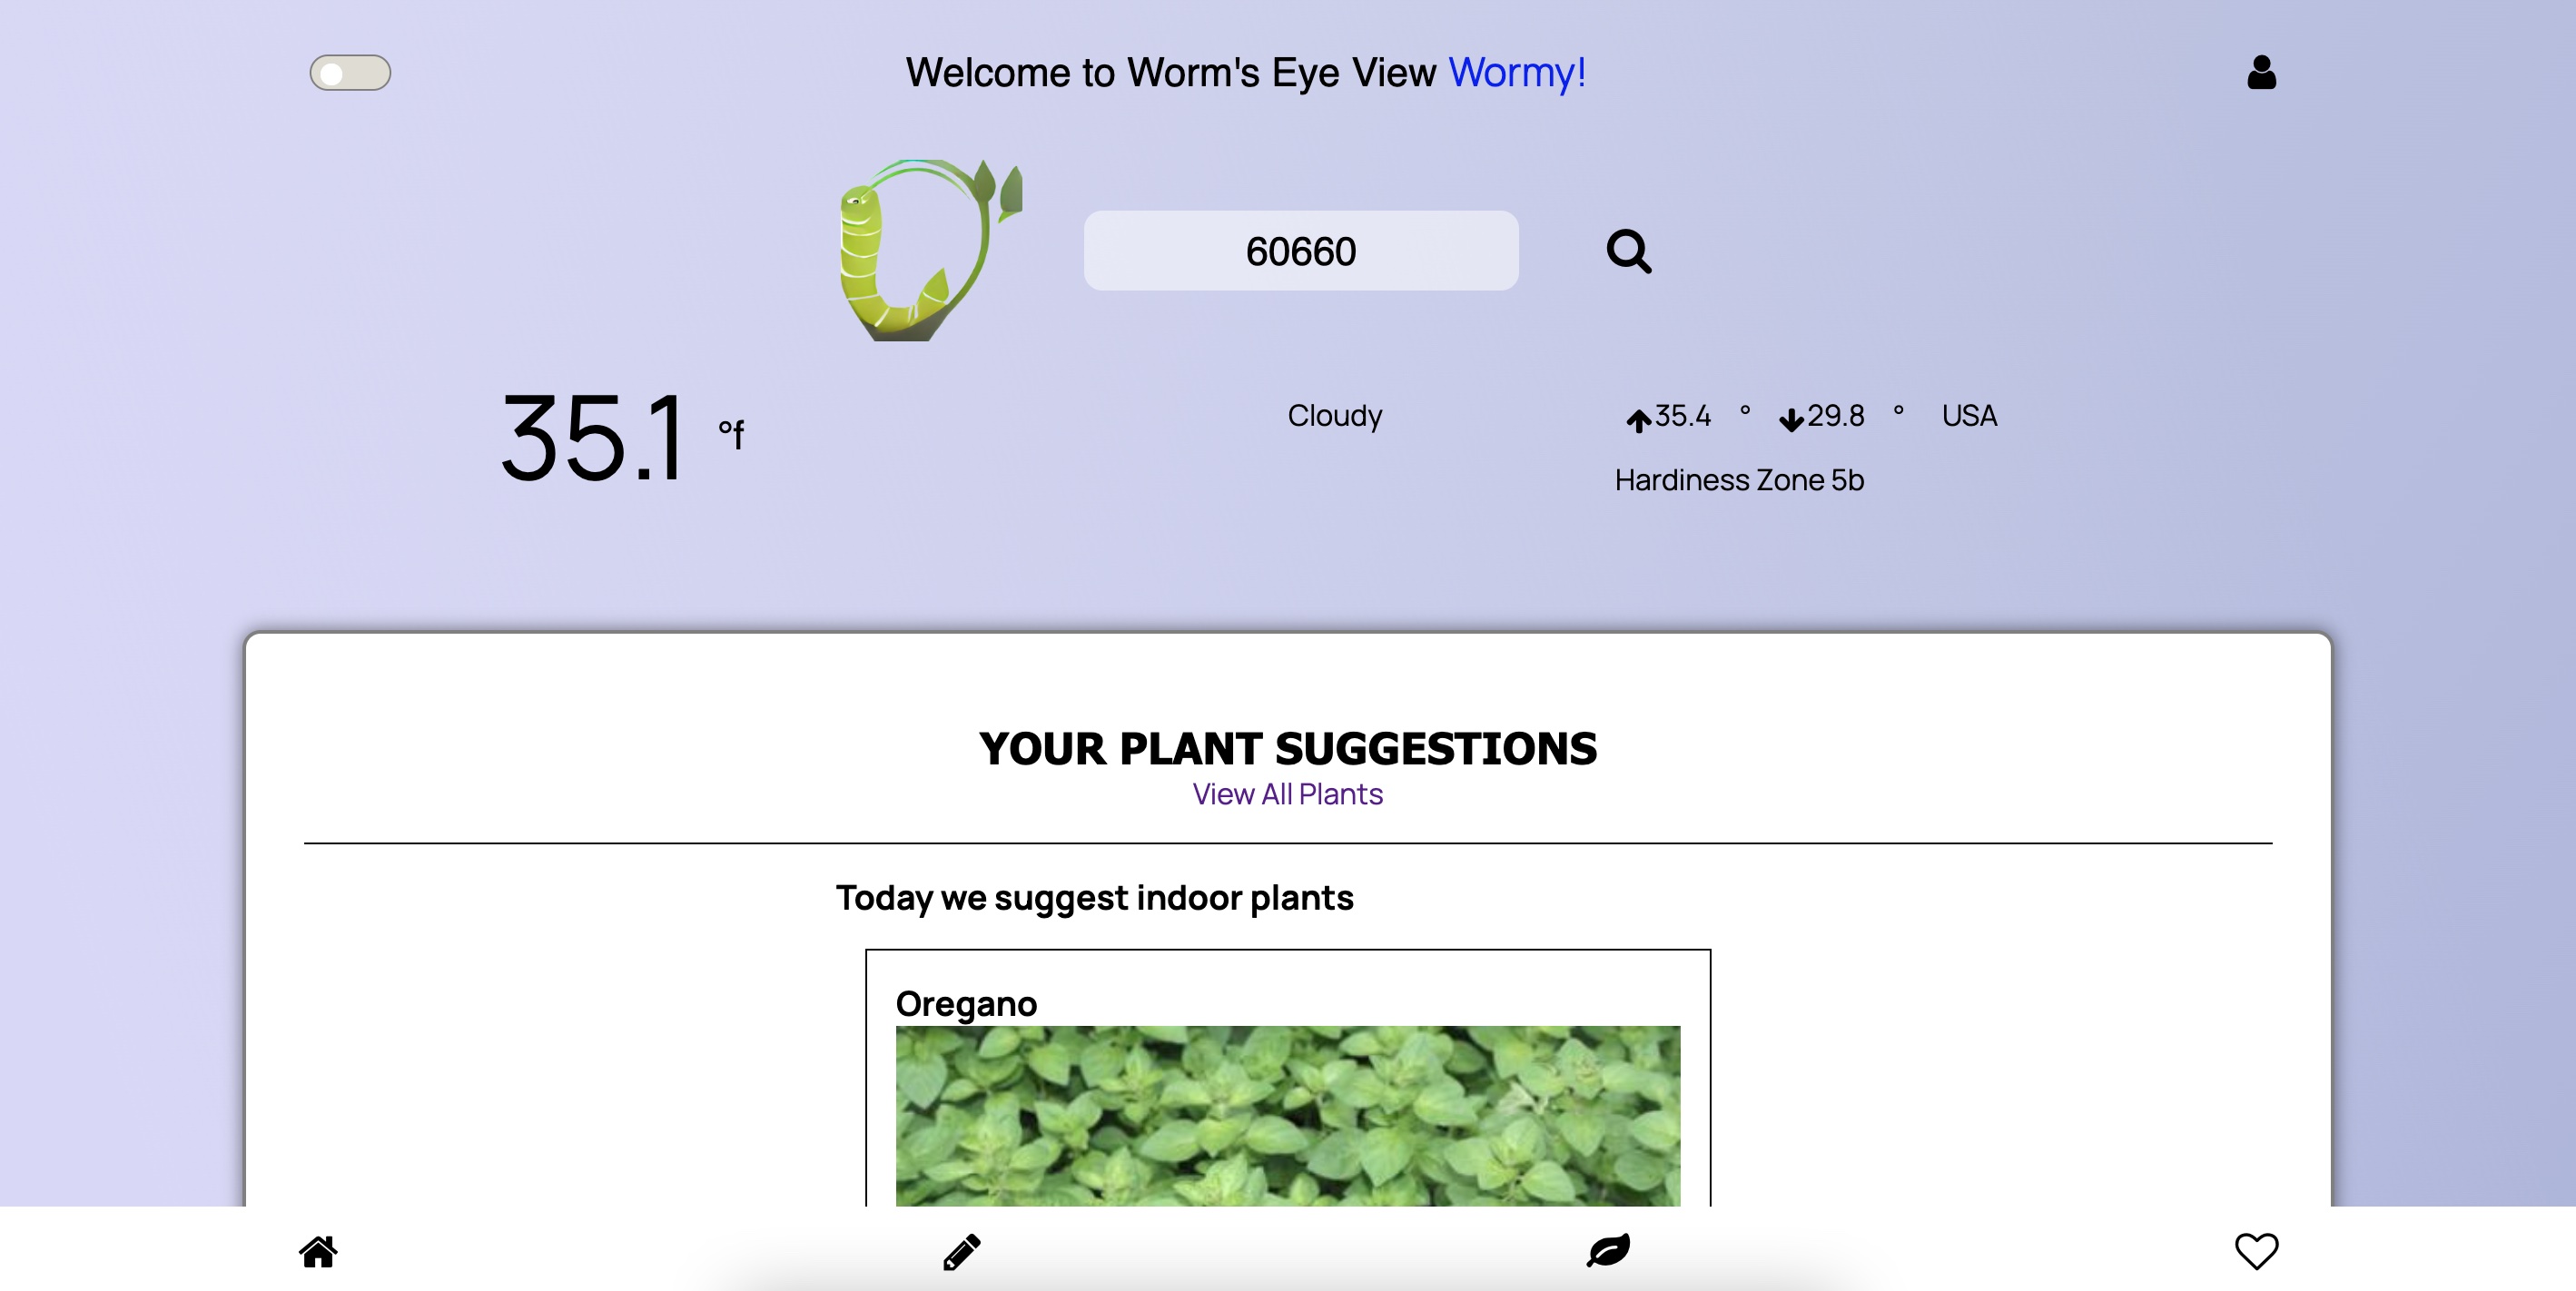 Welcome to Worm's Eye View Wormy!
60660
35.1 °f
Cloudy
35.4 ° 29.8 ° USA
Hardiness Zone 5b
YOUR PLANT SUGGESTIONS
View All Plants
Today we suggest indoor plants
Oregano